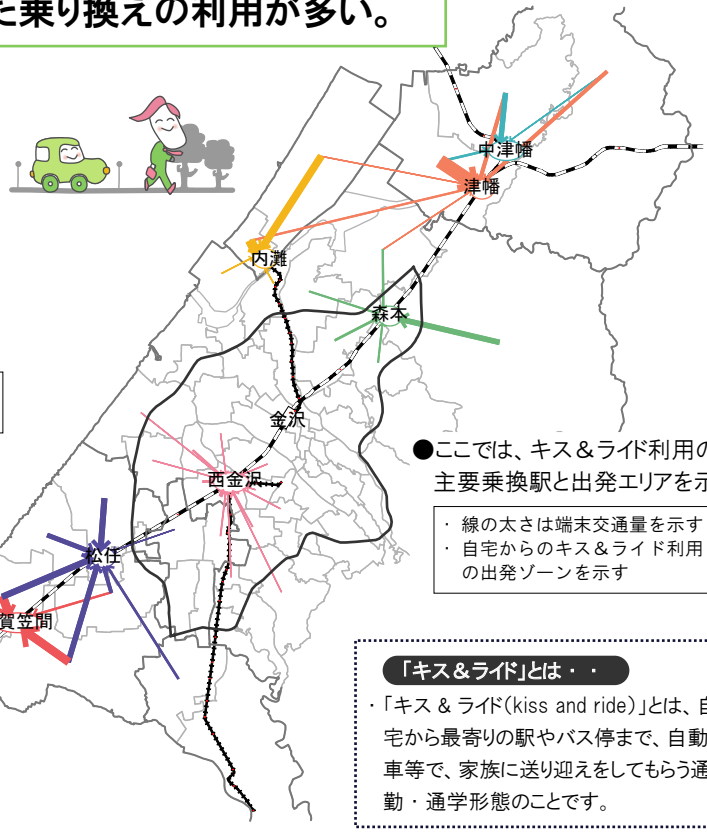 た乗り換えの利用が多い。
中津幡
津幡
内灘
森本
金沢
西金沢
松任
賀笠間
●ここでは、キス＆ライド利用の
主要乗換駅と出発エリアを示
・ 線の太さは端末交通量を示す
・ 自宅からのキス＆ライド利用
の出発ゾーンを示す
「キス＆ライド」とは・・
・「キス & ライド(kiss and ride)」とは、自
宅から最寄りの駅やバス停まで、自動
車等で、家族に送り迎えをしてもらう通
勤・通学形態のことです。